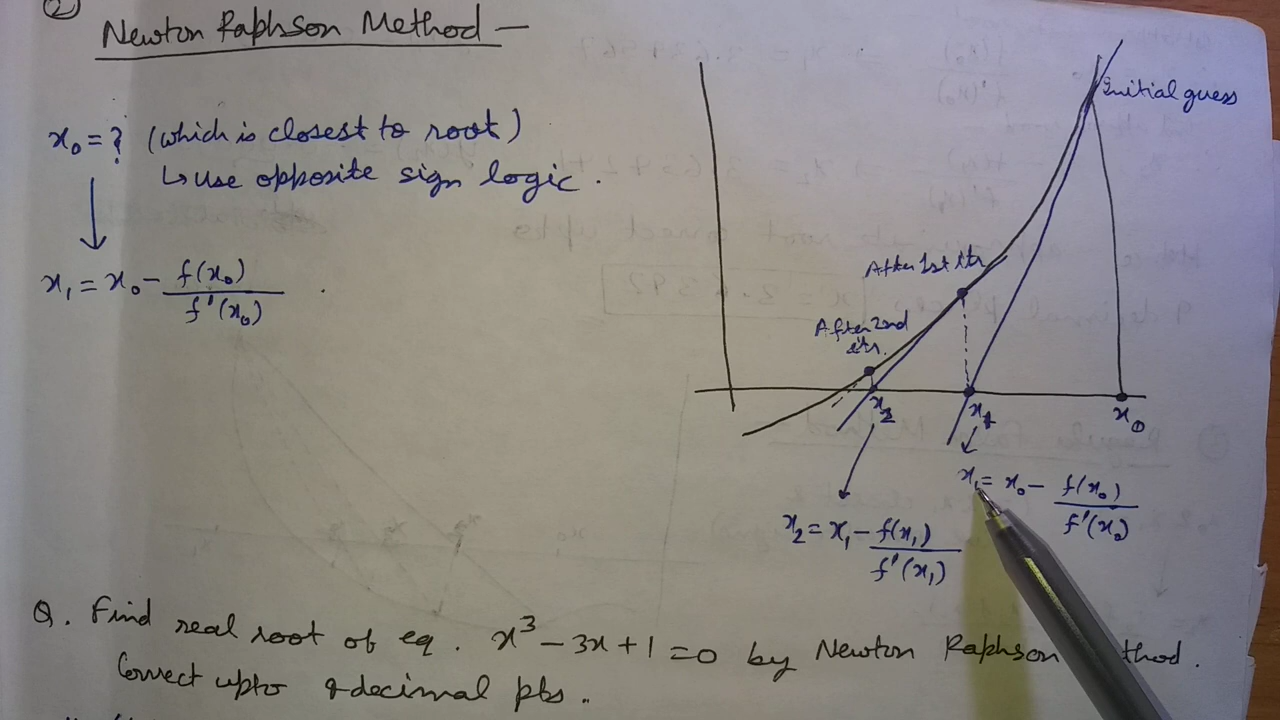 2
Newton Raphson Method –
x₀ = ? (which is closest to root)
↳ use opposite sign logic.
x₁ = x₀ – f(x₀) / f'(x₀)
Initial guess
After 1st itr
After 2nd
itr.
x₂
x₁
x₀
x₁ = x₀ – f(x₀) / f'(x₀)
x₂ = x₁ – f(x₁) / f'(x₁)
Q. Find real root of eq. x³ – 3x + 1 = 0 by Newton Raphson thod.
Correct upto decimal pts.